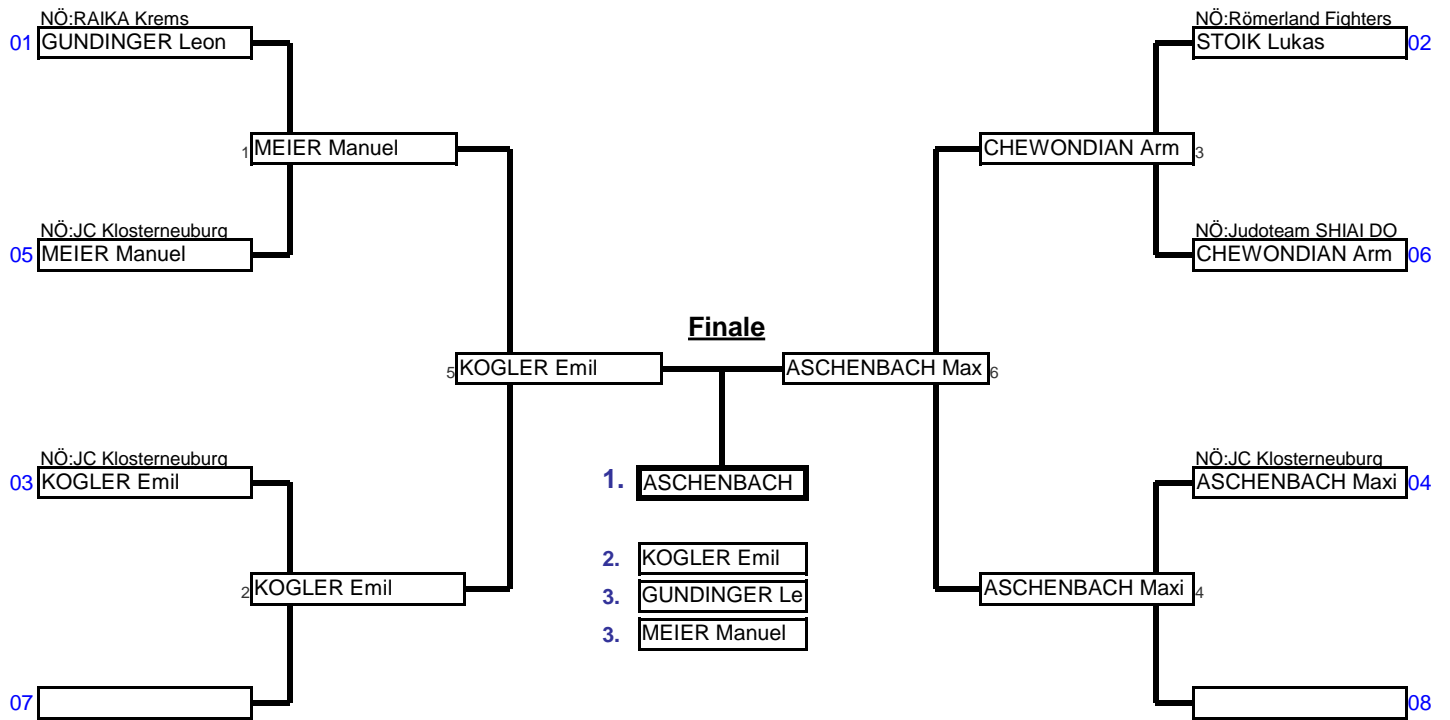 NÖ:RAIKA Krems
01 GUNDINGER Leon
NÖ:Römerland Fighters
STOIK Lukas 02
1 MEIER Manuel
CHEWONDIAN Arm 3
NÖ:JC Klosterneuburg
05 MEIER Manuel
NÖ:Judoteam SHIAI DO
CHEWONDIAN Arm 06
Finale
5 KOGLER Emil
ASCHENBACH Max 6
NÖ:JC Klosterneuburg
03 KOGLER Emil
1. ASCHENBACH
NÖ:JC Klosterneuburg
ASCHENBACH Maxi 04
2. KOGLER Emil
3. GUNDINGER Le
3. MEIER Manuel
2 KOGLER Emil
ASCHENBACH Maxi 4
07
08